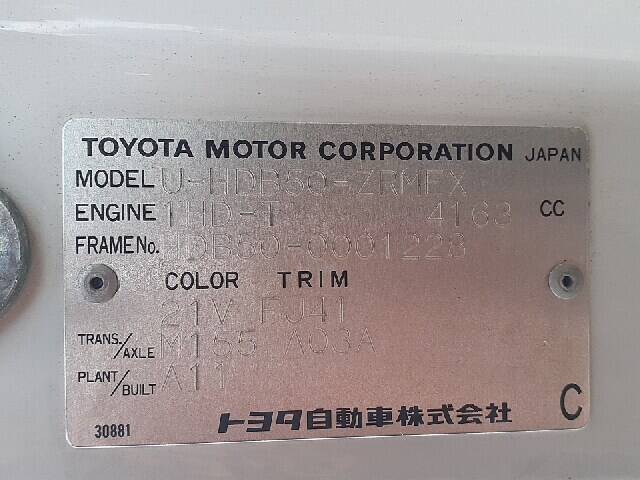 TOYOTA MOTOR CORPORATION JAPAN
MODEL U-HDB50-ZRMEX
ENGINE 1HD-T 4163 CC
FRAME No. HDB50-0001228
COLOR TRIM
21V FJ41
TRANS./AXLE M155 A03A
PLANT/BUILT A11
30881 トヨタ自動車株式会社 C